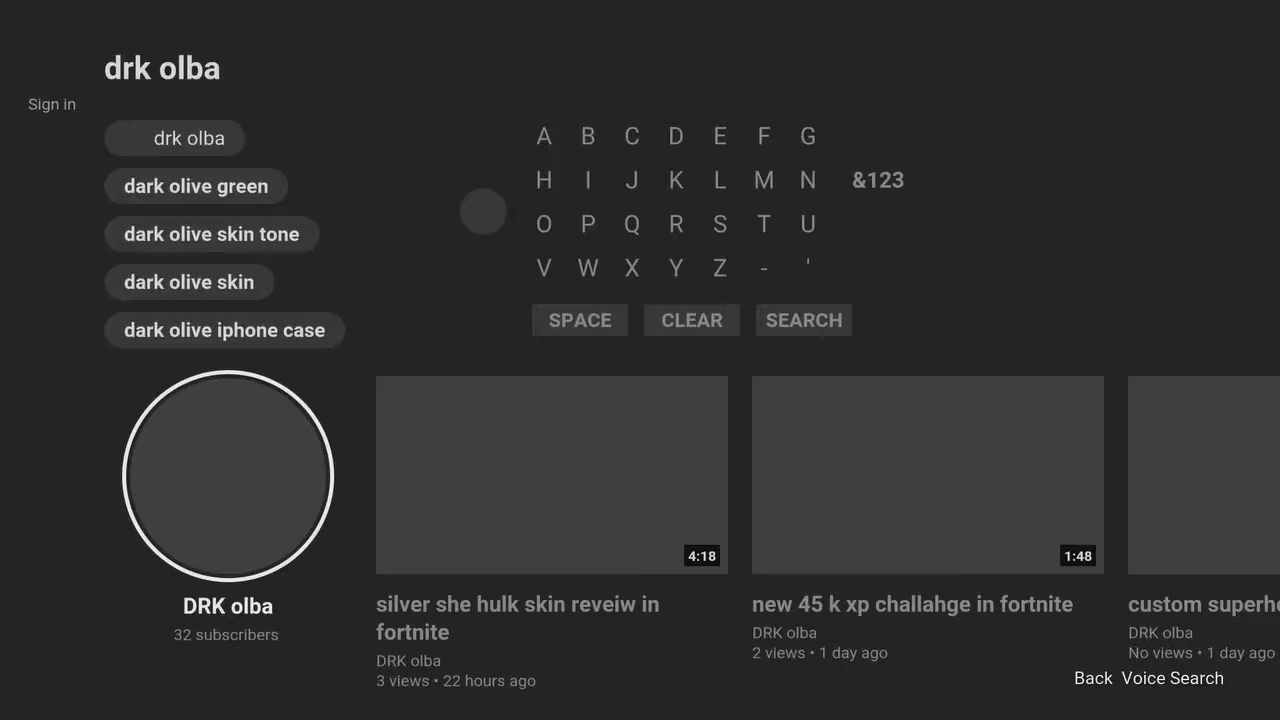 drk olba
Sign in
drk olba
dark olive green
dark olive skin tone
dark olive skin
dark olive iphone case
A B C D E F G
H I J K L M N &123
O P Q R S T U
V W X Y Z - '
SPACE CLEAR SEARCH
DRK olba
32 subscribers
4:18
silver she hulk skin reveiw in
fortnite
DRK olba
3 views • 22 hours ago
1:48
new 45 k xp challahge in fortnite
DRK olba
2 views • 1 day ago
custom superhe
DRK olba
No views • 1 day ago
Back Voice Search